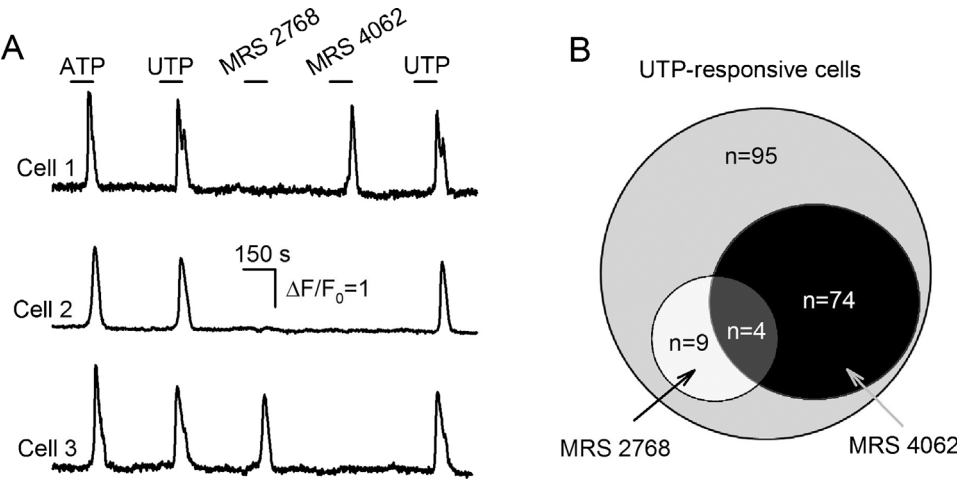 A
ATP UTP MRS 2768 MRS 4062 UTP
Cell 1
150 s
ΔF/F0=1
Cell 2
Cell 3
B
UTP-responsive cells
n=95
n=74
n=9 n=4
MRS 2768 MRS 4062